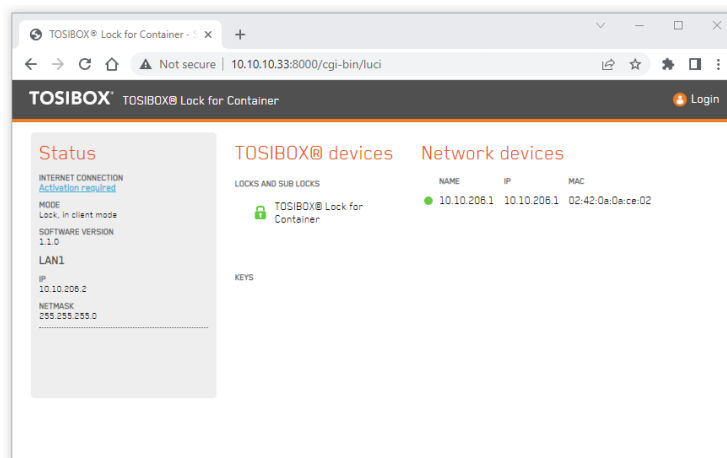 TOSIBOX® Lock for Container - S
Not secure | 10.10.10.33:8000/cgi-bin/luci
TOSIBOX® TOSIBOX® Lock for Container
Login
Status
INTERNET CONNECTION
Activation required
MODE
Lock, in client mode
SOFTWARE VERSION
1.1.0
LAN1
IP
10.10.206.2
NETMASK
255.255.255.0
TOSIBOX® devices
LOCKS AND SUB LOCKS
TOSIBOX® Lock for
Container
KEYS
Network devices
NAME IP MAC
10.10.206.1 10.10.206.1 02:42:0a:0a:ce:02